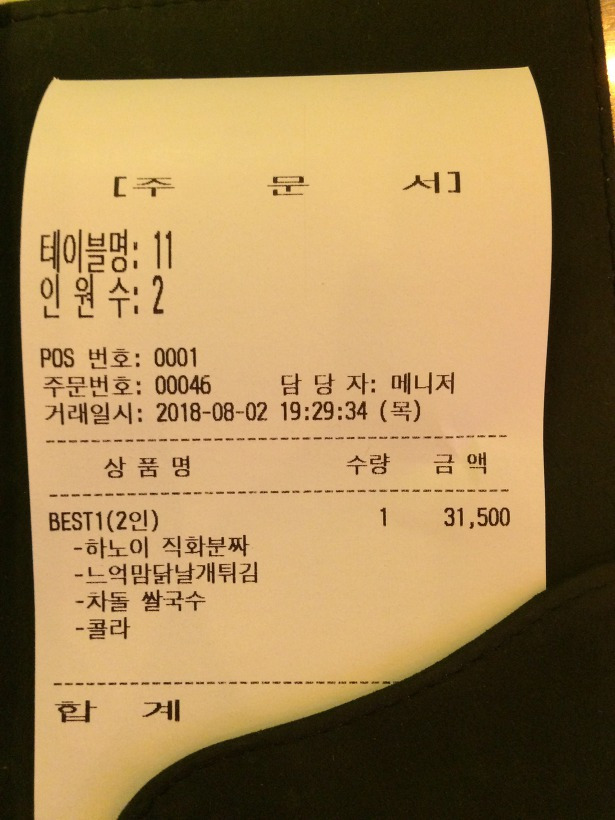 [주 문 서]
테이블명: 11
인 원 수: 2
POS 번호: 0001
주문번호: 00046 담 당 자: 메니저
거래일시: 2018-08-02 19:29:34 (목)
상 품 명 수량 금 액
BEST1(2인) 1 31,500
-하노이 직화분짜
-느억맘닭날개튀김
-차돌 쌀국수
-콜라
합 계